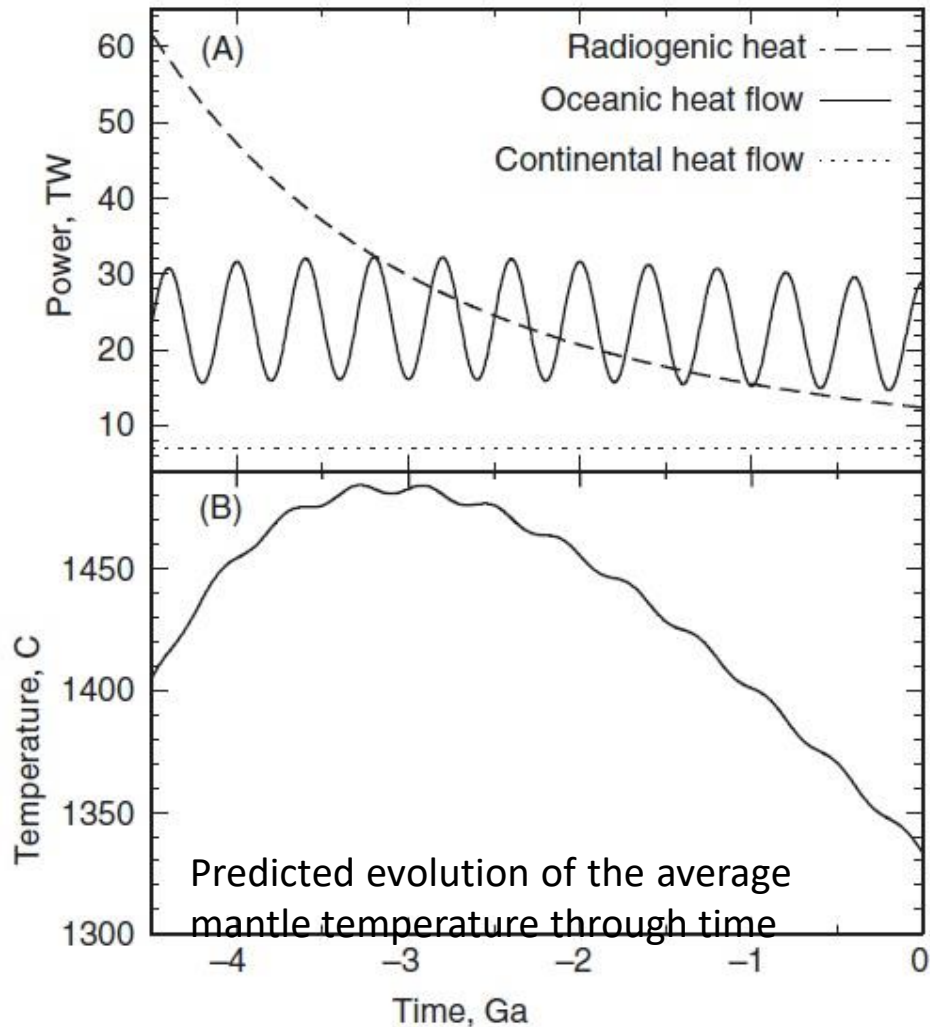 (A)
Radiogenic heat
Oceanic heat flow
Continental heat flow
60
50
40
30
20
10
Power, TW
(B)
1450
1400
1350
1300
Temperature, C
Predicted evolution of the average
mantle temperature through time
–4 –3 –2 –1 0
Time, Ga